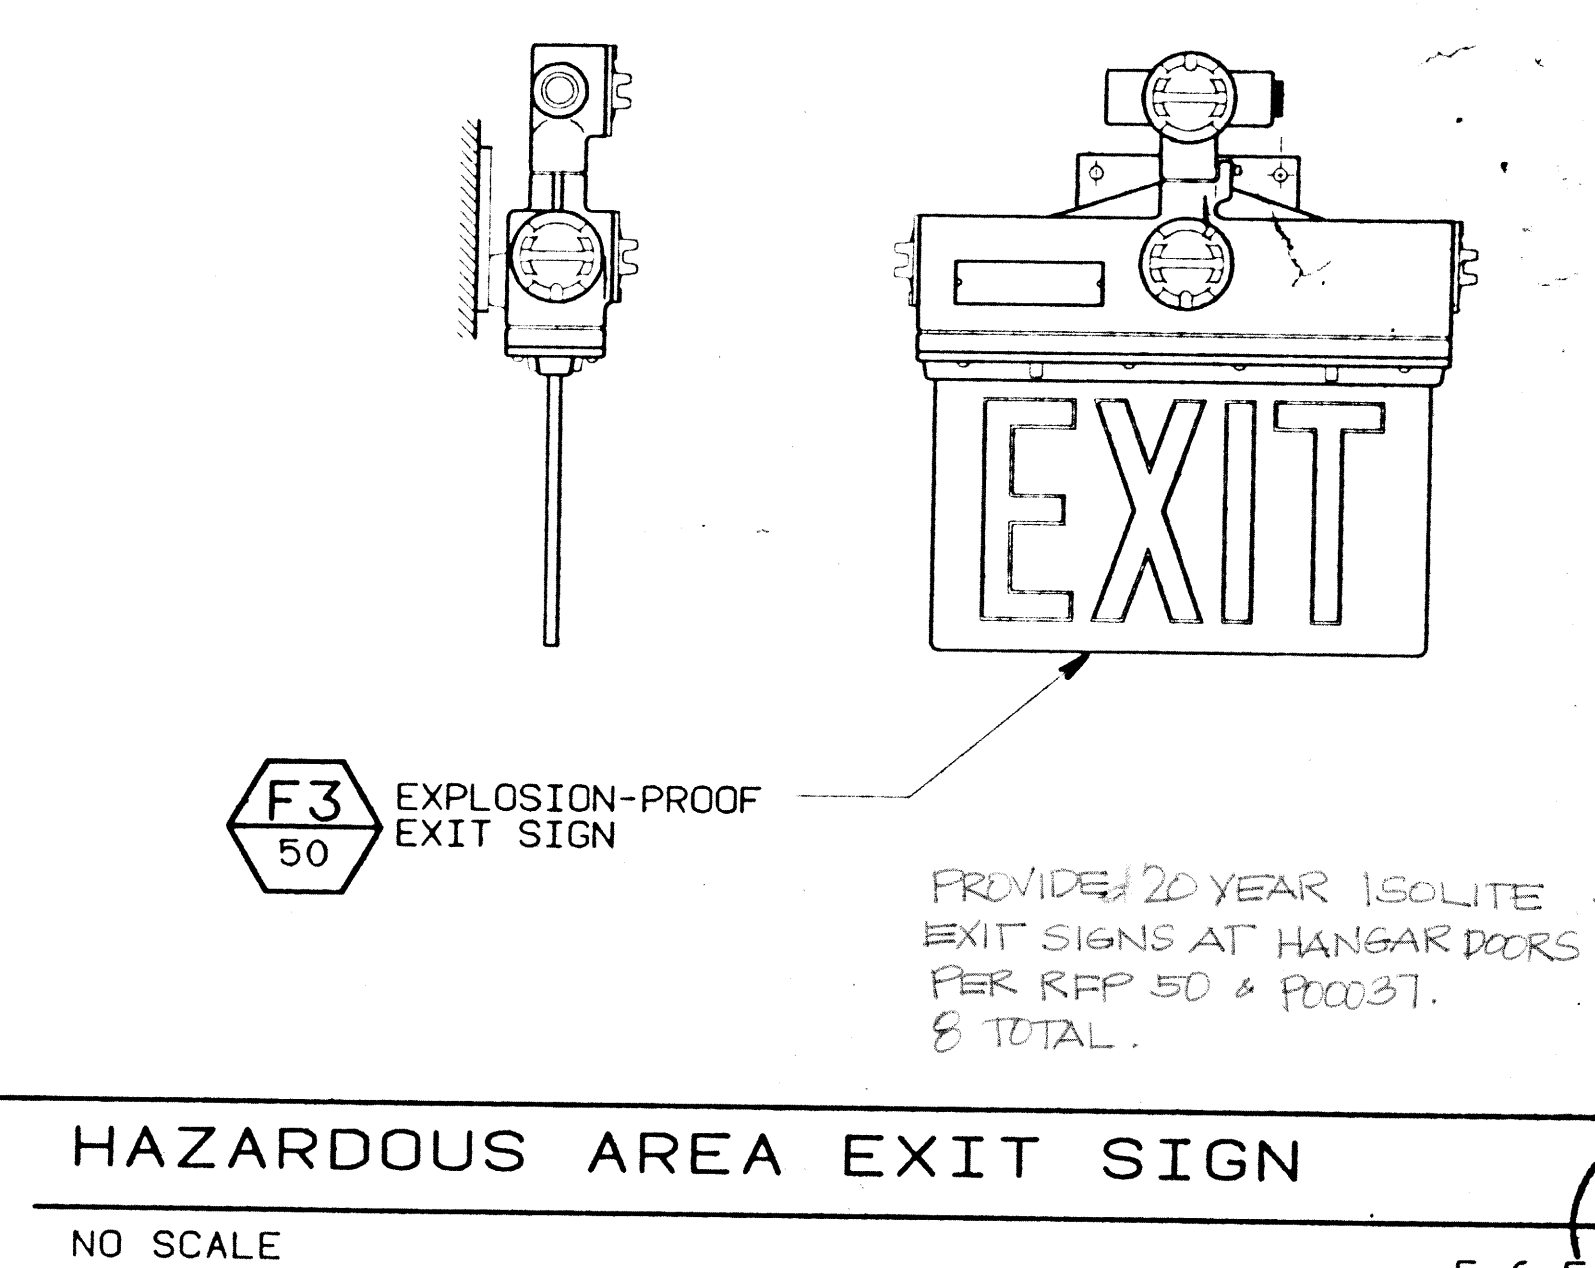 EXIT
F3
50
EXPLOSION-PROOF
EXIT SIGN
PROVIDED 20 YEAR ISOLITE
EXIT SIGNS AT HANGAR DOORS
PER RFP 50 & P00037.
8 TOTAL.
HAZARDOUS AREA EXIT SIGN
NO SCALE